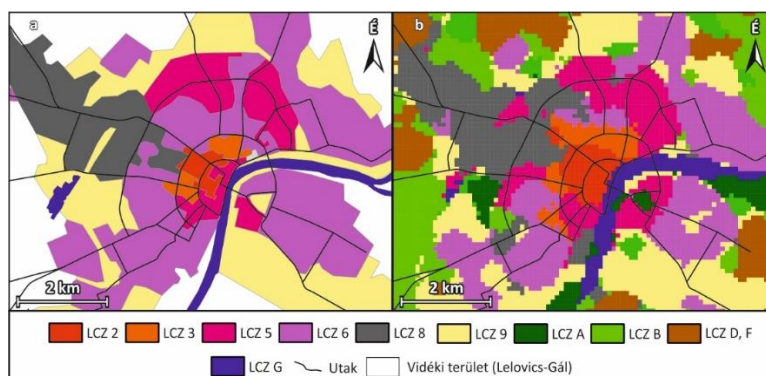 a
É
2 km
b
É
2 km
LCZ 2
LCZ 3
LCZ 5
LCZ 6
LCZ 8
LCZ 9
LCZ A
LCZ B
LCZ D, F
LCZ G
Utak
Vidéki terület (Lelovics-Gál)